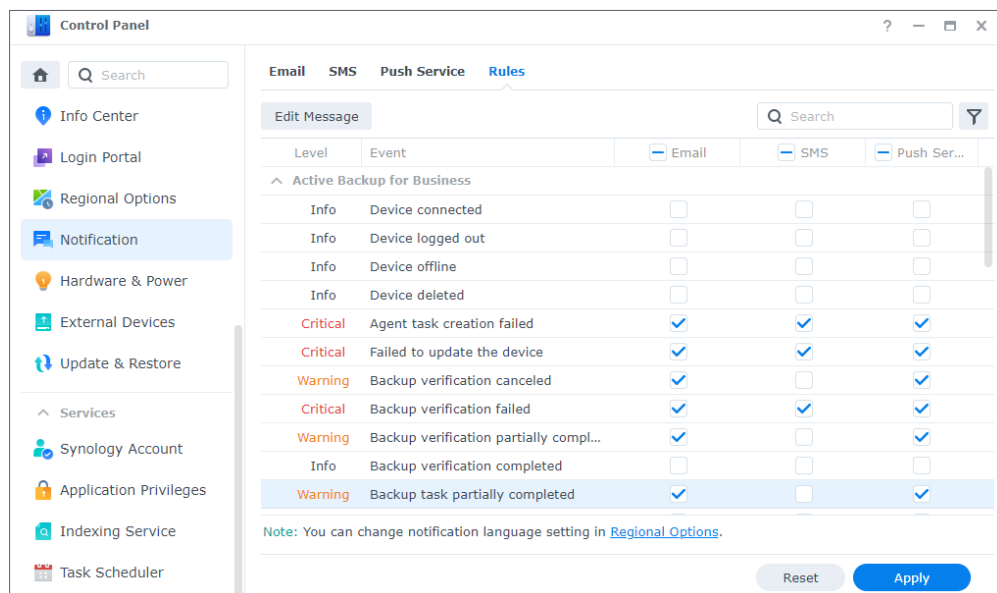 Control Panel
Search
Info Center
Login Portal
Regional Options
Notification
Hardware & Power
External Devices
Update & Restore
Services
Synology Account
Application Privileges
Indexing Service
Task Scheduler
Email SMS Push Service Rules
Edit Message Search
Level Event Email SMS Push Ser...
Active Backup for Business
Info Device connected
Info Device logged out
Info Device offline
Info Device deleted
Critical Agent task creation failed
Critical Failed to update the device
Warning Backup verification canceled
Critical Backup verification failed
Warning Backup verification partially compl...
Info Backup verification completed
Warning Backup task partially completed
Note: You can change notification language setting in Regional Options.
Reset Apply